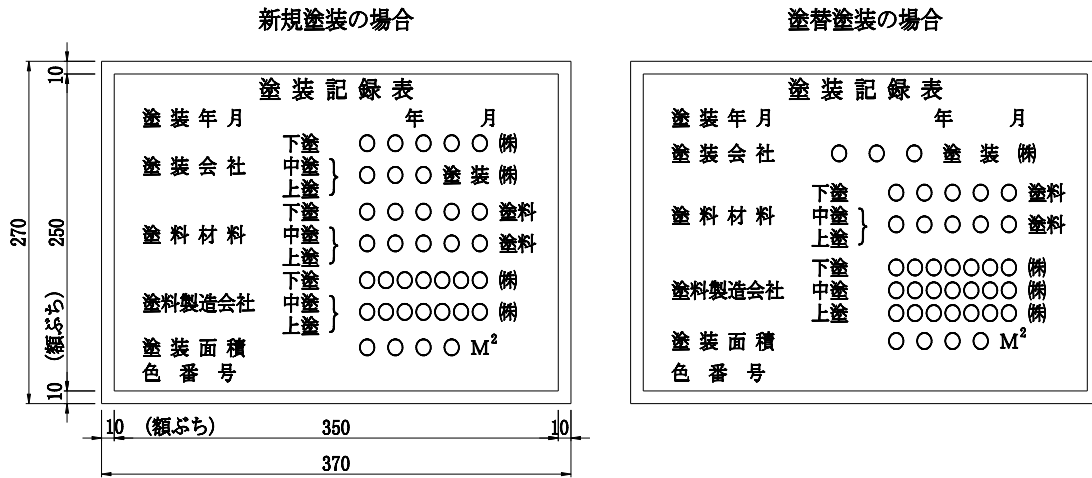 新規塗装の場合
塗装記録表
塗装年月 年 月
塗装会社
下塗 ○○○○○㈱
中塗
上塗 } ○○○塗装㈱
塗料材料
下塗 ○○○○○塗料
中塗
上塗 } ○○○○○塗料
塗料製造会社
下塗 ○○○○○○○㈱
中塗
上塗 } ○○○○○○○㈱
塗装面積 ○○○○M²
色番号
270
10
250
(額ぶち)
10
10 (額ぶち) 350 10
370
塗替塗装の場合
塗装記録表
塗装年月 年 月
塗装会社 ○○○塗装㈱
塗料材料
下塗 ○○○○○塗料
中塗
上塗 } ○○○○○塗料
塗料製造会社
下塗 ○○○○○○○㈱
中塗 ○○○○○○○㈱
上塗 ○○○○○○○㈱
塗装面積 ○○○○M²
色番号